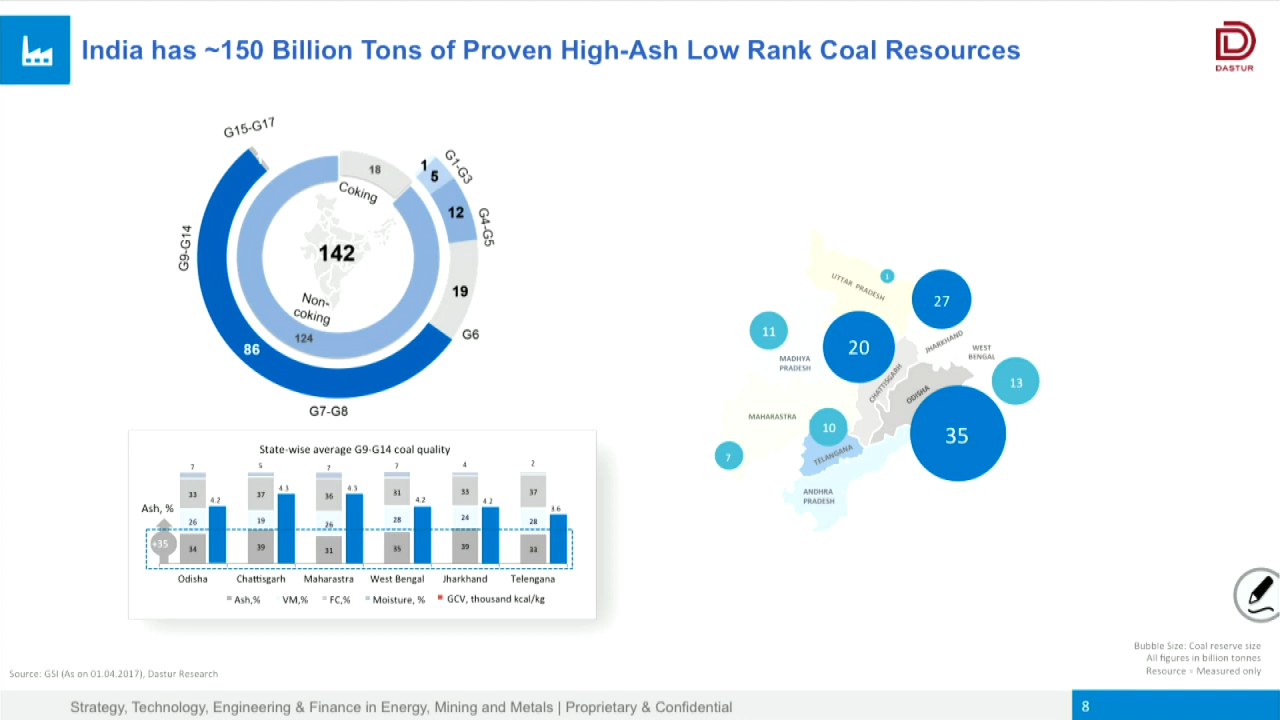 India has ~150 Billion Tons of Proven High-Ash Low Rank Coal Resources
DASTUR
G15-G17
G9-G14
G1-G3
G4-G5
G6
G7-G8
18
Coking
1
5
12
19
142
Non-
coking
124
86
UTTAR PRADESH
1
27
11
20
MADHYA
PRADESH
JHARKHAND
WEST
BENGAL
13
CHATTISGARH
ODISHA
MAHARASTRA
10
35
7
TELANGANA
ANDHRA
PRADESH
State-wise average G9-G14 coal quality
7 5 7 7 4 2
33 4.2 37 4.3 36 4.3 31 4.2 33 4.2 37 3.6
Ash, %
26 19 26 28 24 28
+35
34 39 31 35 39 33
Odisha Chattisgarh Maharastra West Bengal Jharkhand Telengana
Ash,% VM,% FC,% Moisture, % GCV, thousand kcal/kg
Bubble Size: Coal reserve size
All figures in billion tonnes
Resource = Measured only
Source: GSI (As on 01.04.2017), Dastur Research
Strategy, Technology, Engineering & Finance in Energy, Mining and Metals | Proprietary & Confidential
8